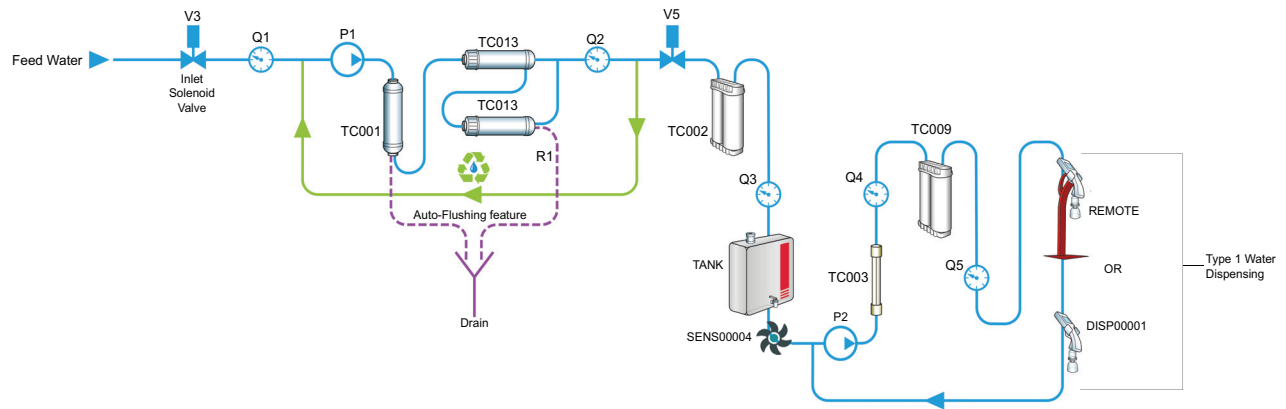 V3
Q1
P1
TC013
Q2
V5
Feed Water
Inlet
Solenoid
Valve
TC013
TC001
R1
Auto-Flushing feature
Drain
TC002
Q3
TANK
SENS00004
P2
TC003
Q4
TC009
Q5
REMOTE
OR
DISP00001
Type 1 Water
Dispensing